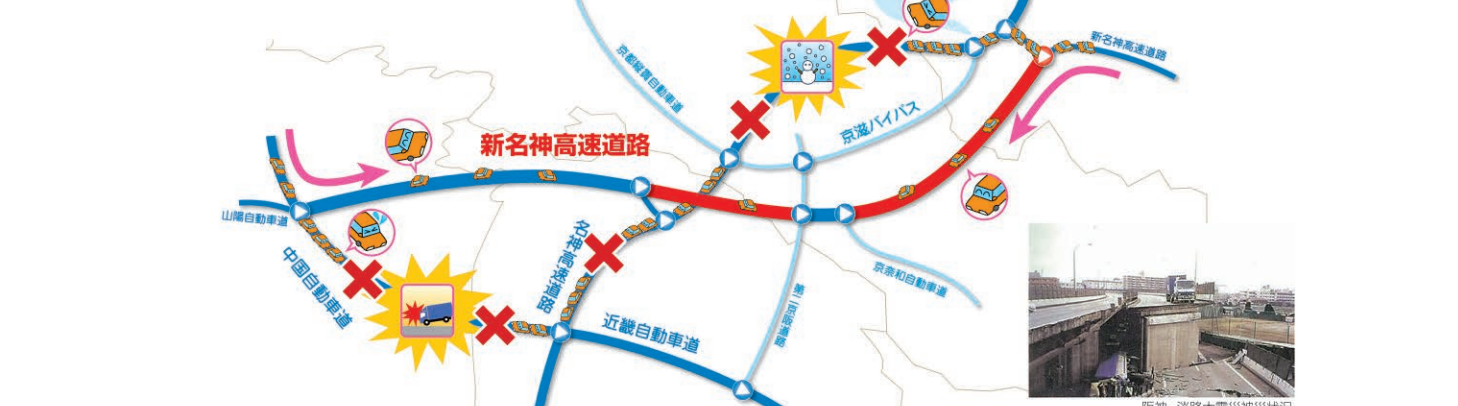 新名神高速道路
京都縦貫自動車道
京滋バイパス
新名神高速道路
山陽自動車道
中国自動車道
名神高速道路
近畿自動車道
第二京阪道路
京奈和自動車道